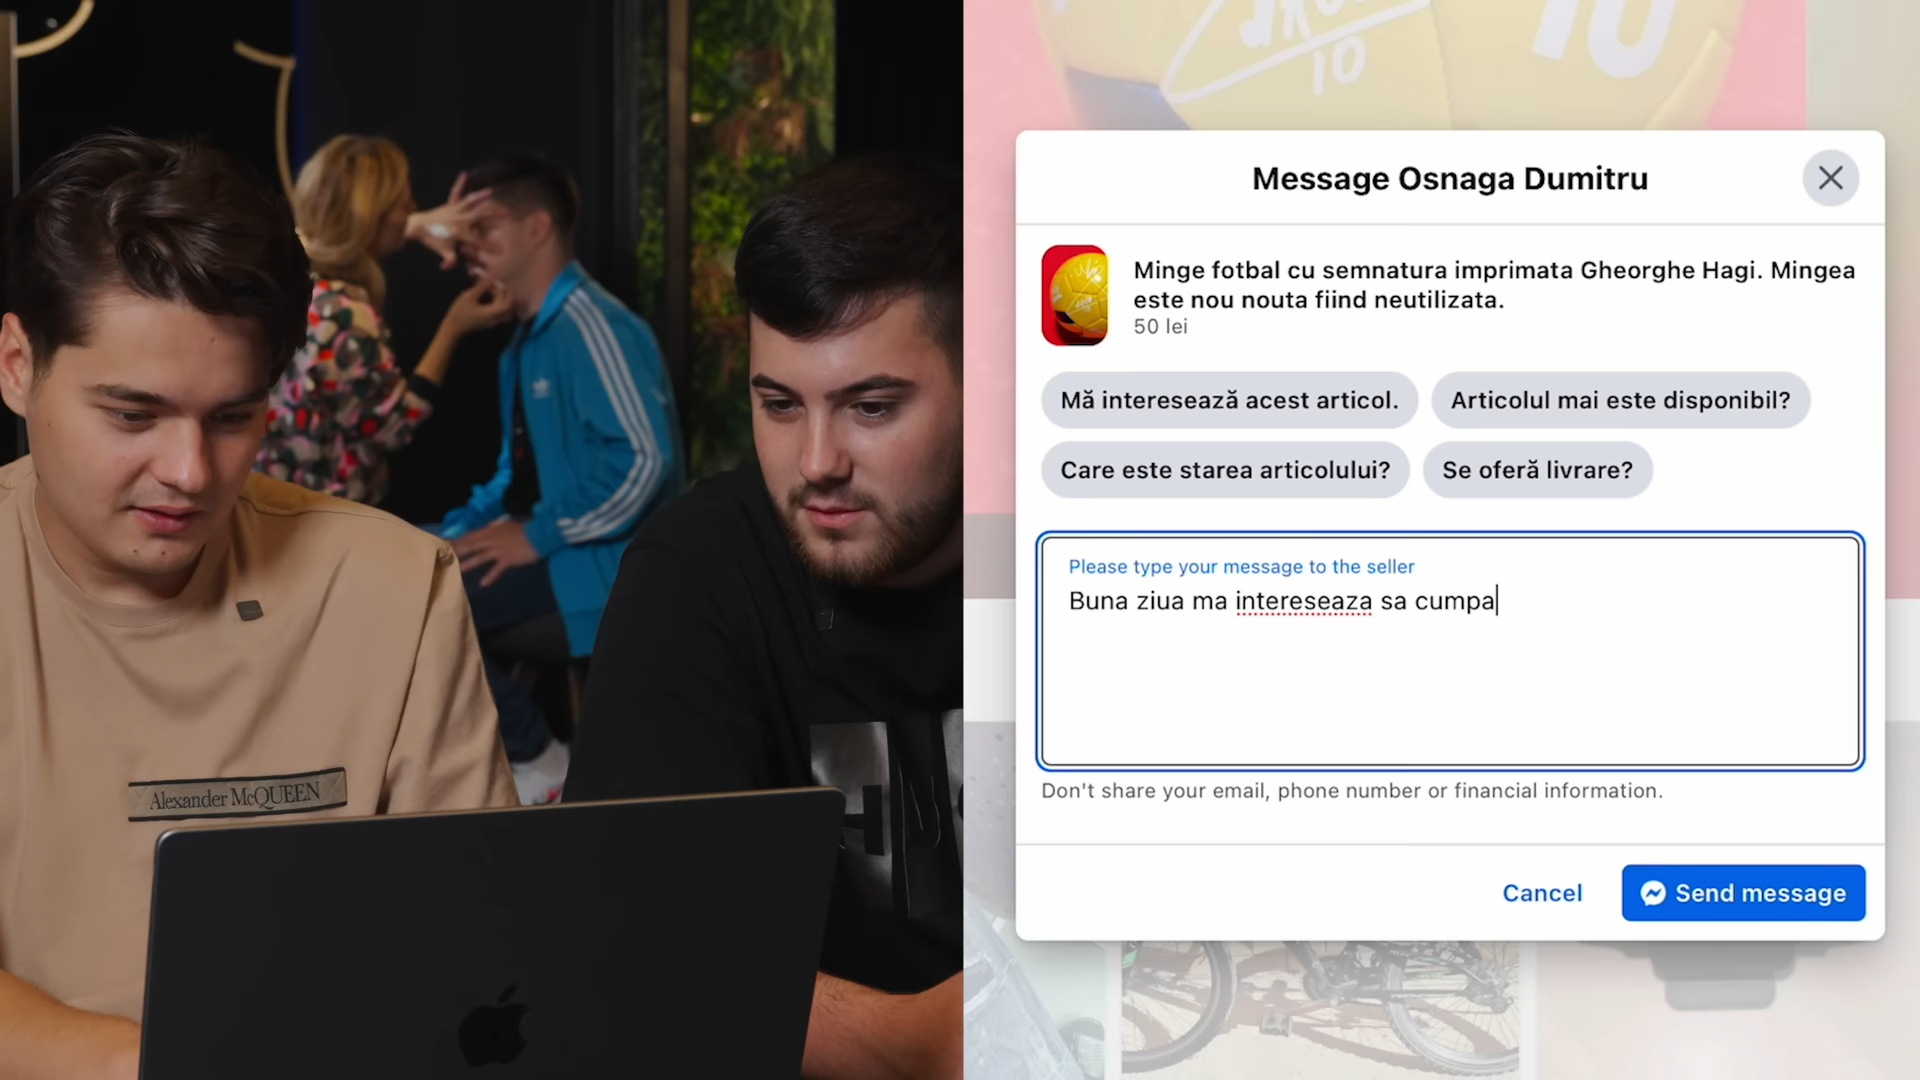 10
10
Message Osnaga Dumitru
Minge fotbal cu semnatura imprimata Gheorghe Hagi. Mingea
este nou nouta fiind neutilizata.
50 lei
Mă interesează acest articol.
Articolul mai este disponibil?
Care este starea articolului?
Se oferă livrare?
Please type your message to the seller
Buna ziua ma intereseaza sa cumpa
Don't share your email, phone number or financial information.
Cancel
Send message
Alexander McQUEEN